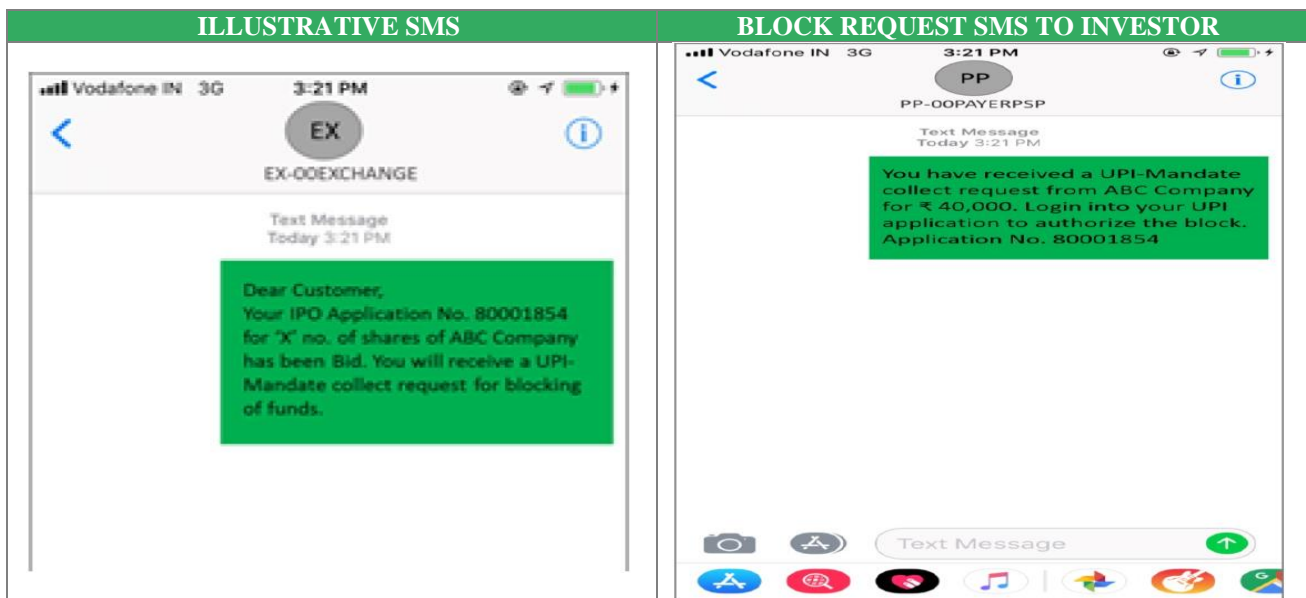 ILLUSTRATIVE SMS
Vodafone IN 3G 3:21 PM
EX
EX-00EXCHANGE
Text Message
Today 3:21 PM
Dear Customer,
Your IPO Application No. 80001854
for 'X' no. of shares of ABC Company
has been Bid. You will receive a UPI-
Mandate collect request for blocking
of funds.
BLOCK REQUEST SMS TO INVESTOR
Vodafone IN 3G 3:21 PM
PP
PP-00PAYERPSP
Text Message
Today 3:21 PM
You have received a UPI-Mandate
collect request from ABC Company
for ₹ 40,000. Login into your UPI
application to authorize the block.
Application No. 80001854
Text Message
G